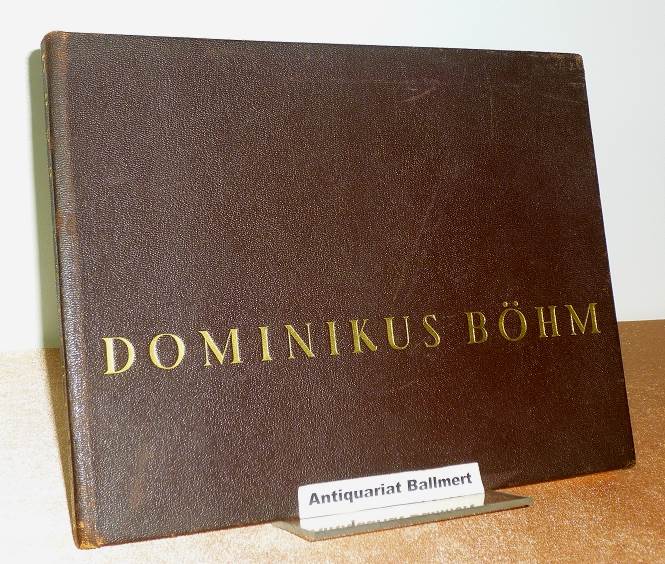 DOMINIKUS BÖHM
Antiquariat Ballmert